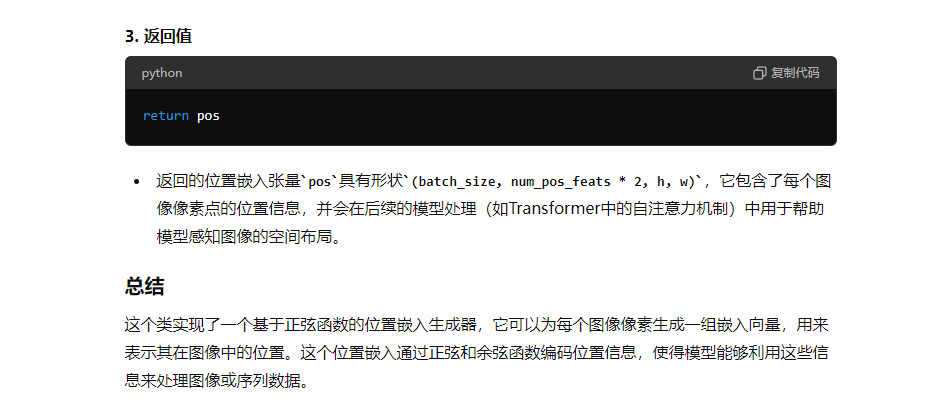 3. 返回值
python 复制代码
return pos
• 返回的位置嵌入张量`pos`具有形状`(batch_size, num_pos_feats * 2, h, w)`，它包含了每个图
像像素点的位置信息，并会在后续的模型处理（如Transformer中的自注意力机制）中用于帮助
模型感知图像的空间布局。
总结
这个类实现了一个基于正弦函数的位置嵌入生成器，它可以为每个图像像素生成一组嵌入向量，用来
表示其在图像中的位置。这个位置嵌入通过正弦和余弦函数编码位置信息，使得模型能够利用这些信
息来处理图像或序列数据。